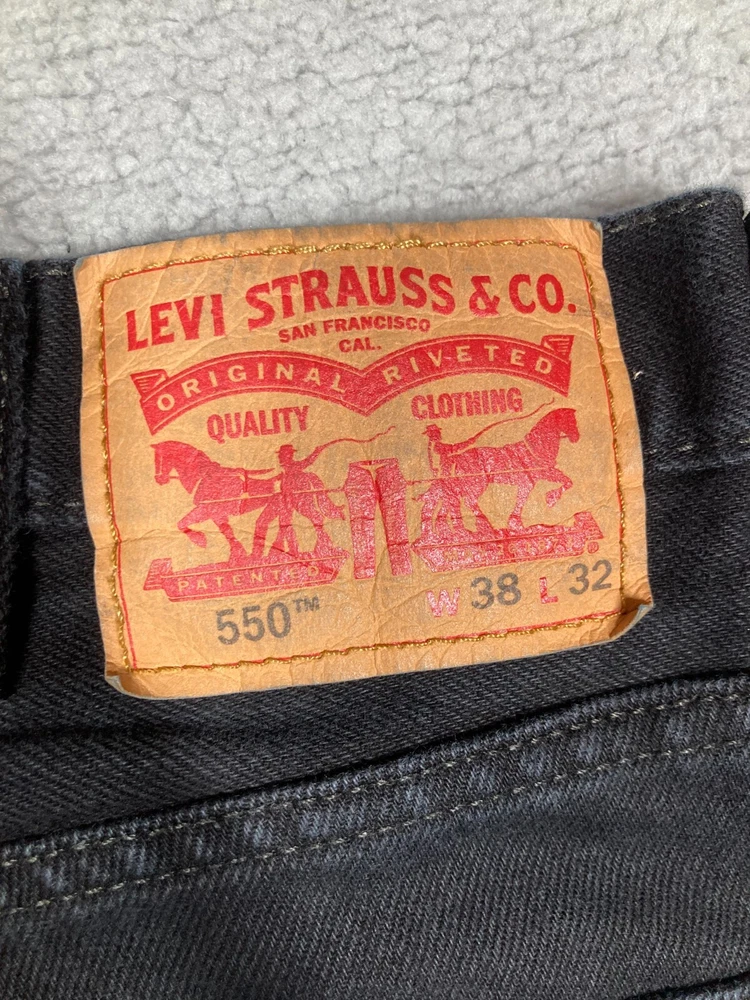 LEVI STRAUSS & CO.
SAN FRANCISCO
CAL.
ORIGINAL RIVETED
QUALITY CLOTHING
PATENTED
550™ W 38 L 32